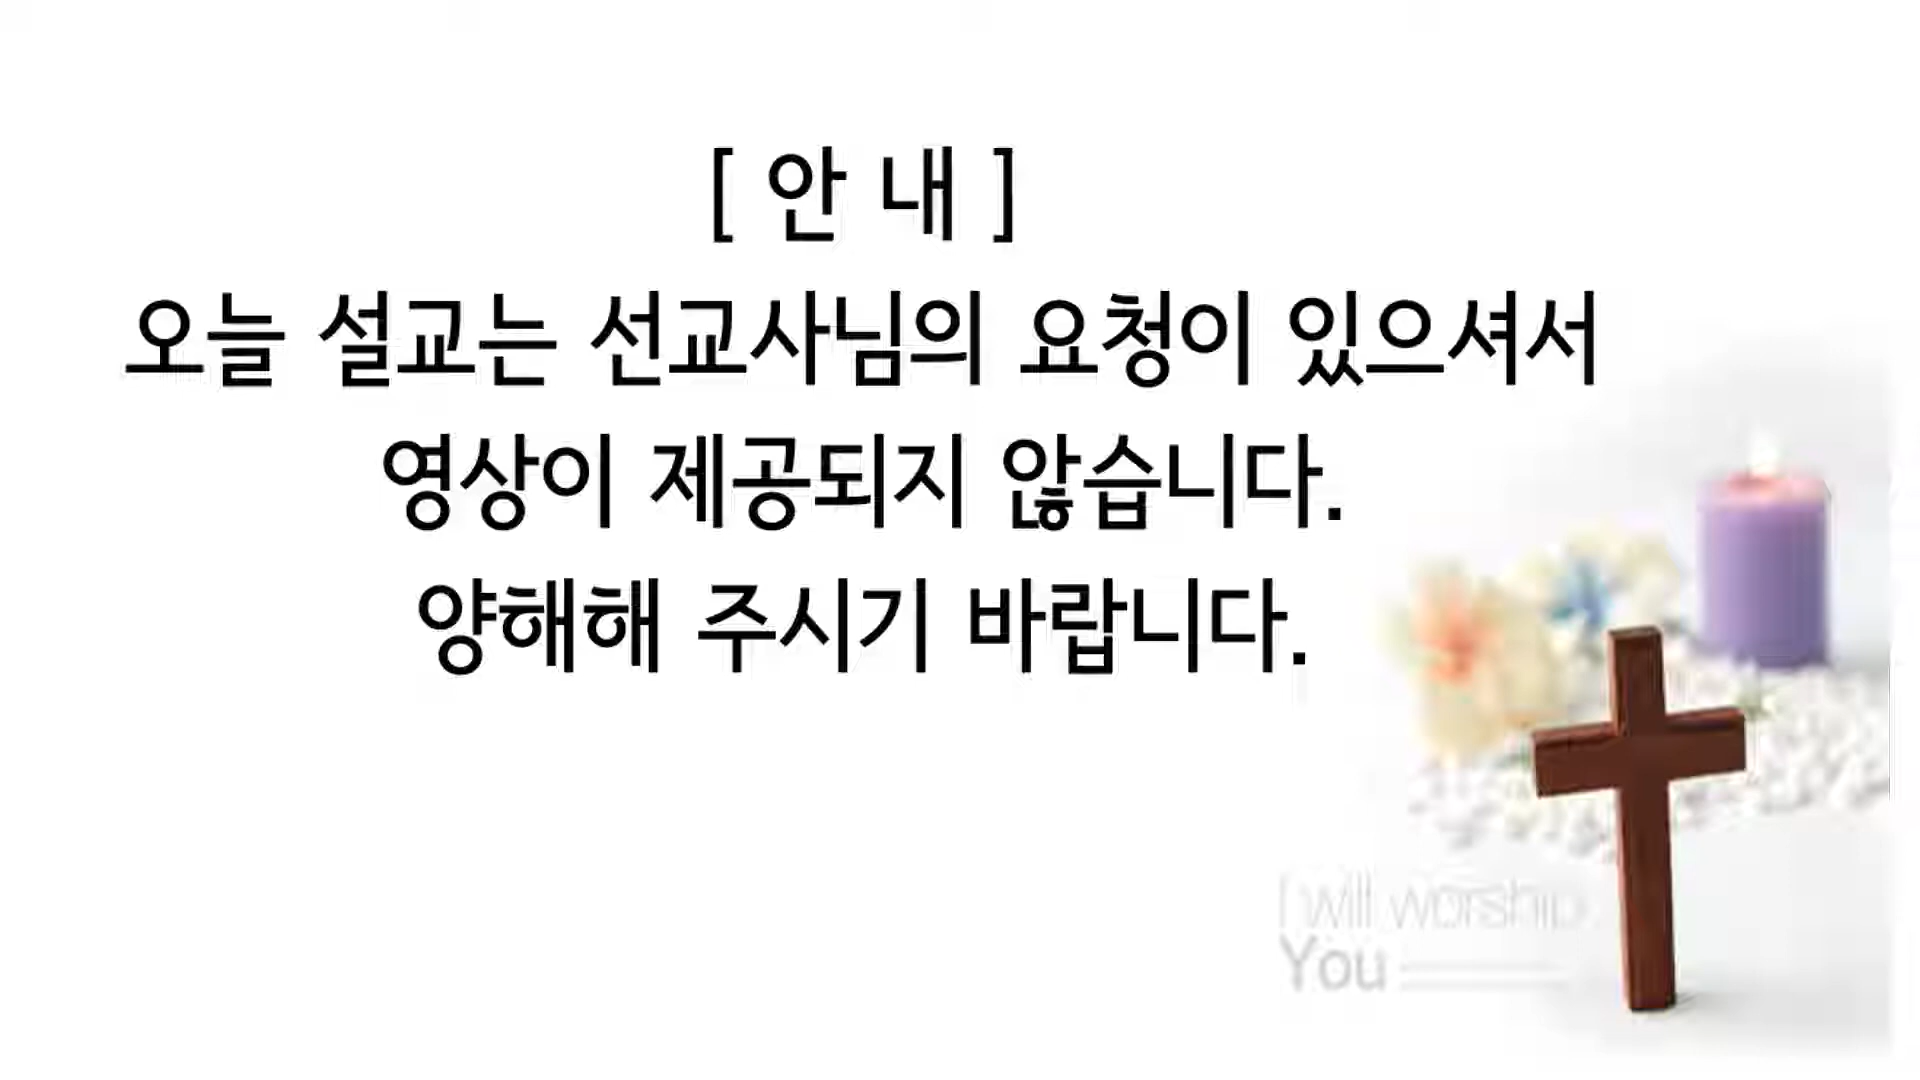 [ 안 내 ]
오늘 설교는 선교사님의 요청이 있으셔서
영상이 제공되지 않습니다.
양해해 주시기 바랍니다.
I will worship
You